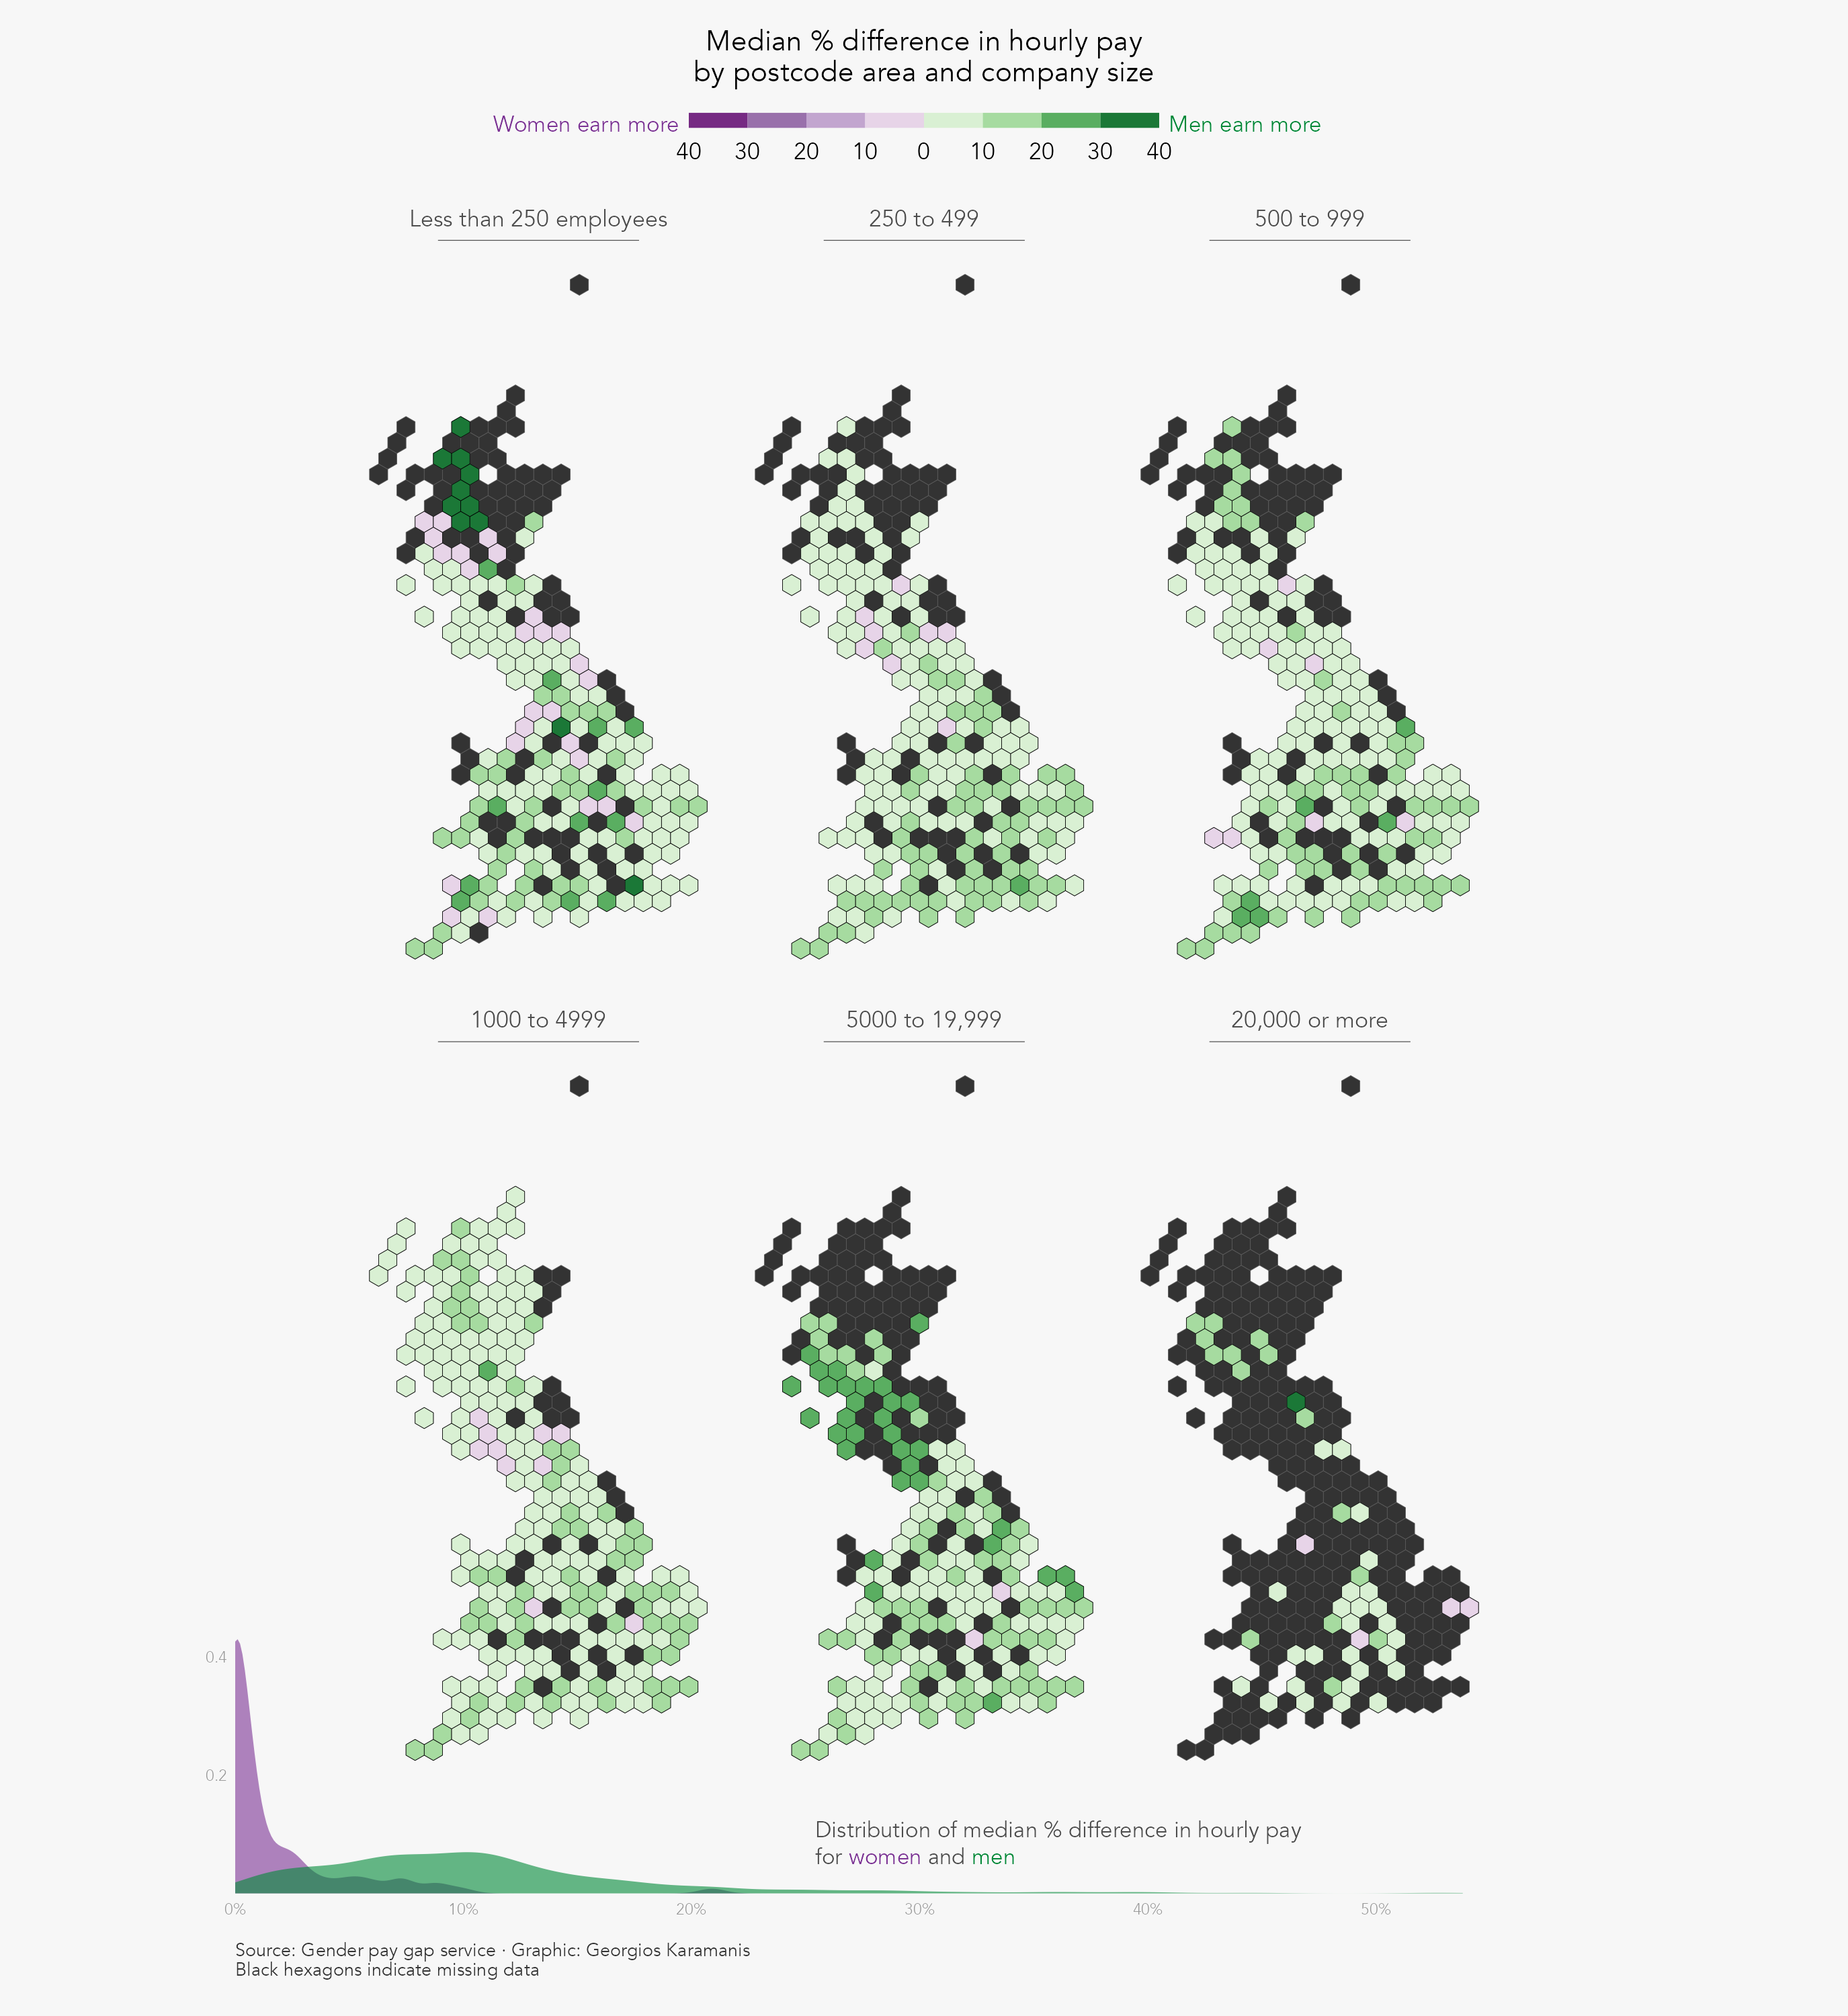 Median % difference in hourly pay
by postcode area and company size
Women earn more
Men earn more
40 30 20 10 0 10 20 30 40
Less than 250 employees
250 to 499
500 to 999
1000 to 4999
5000 to 19,999
20,000 or more
0.4
0.2
Distribution of median % difference in hourly pay
for women and men
0% 10% 20% 30% 40% 50%
Source: Gender pay gap service · Graphic: Georgios Karamanis
Black hexagons indicate missing data